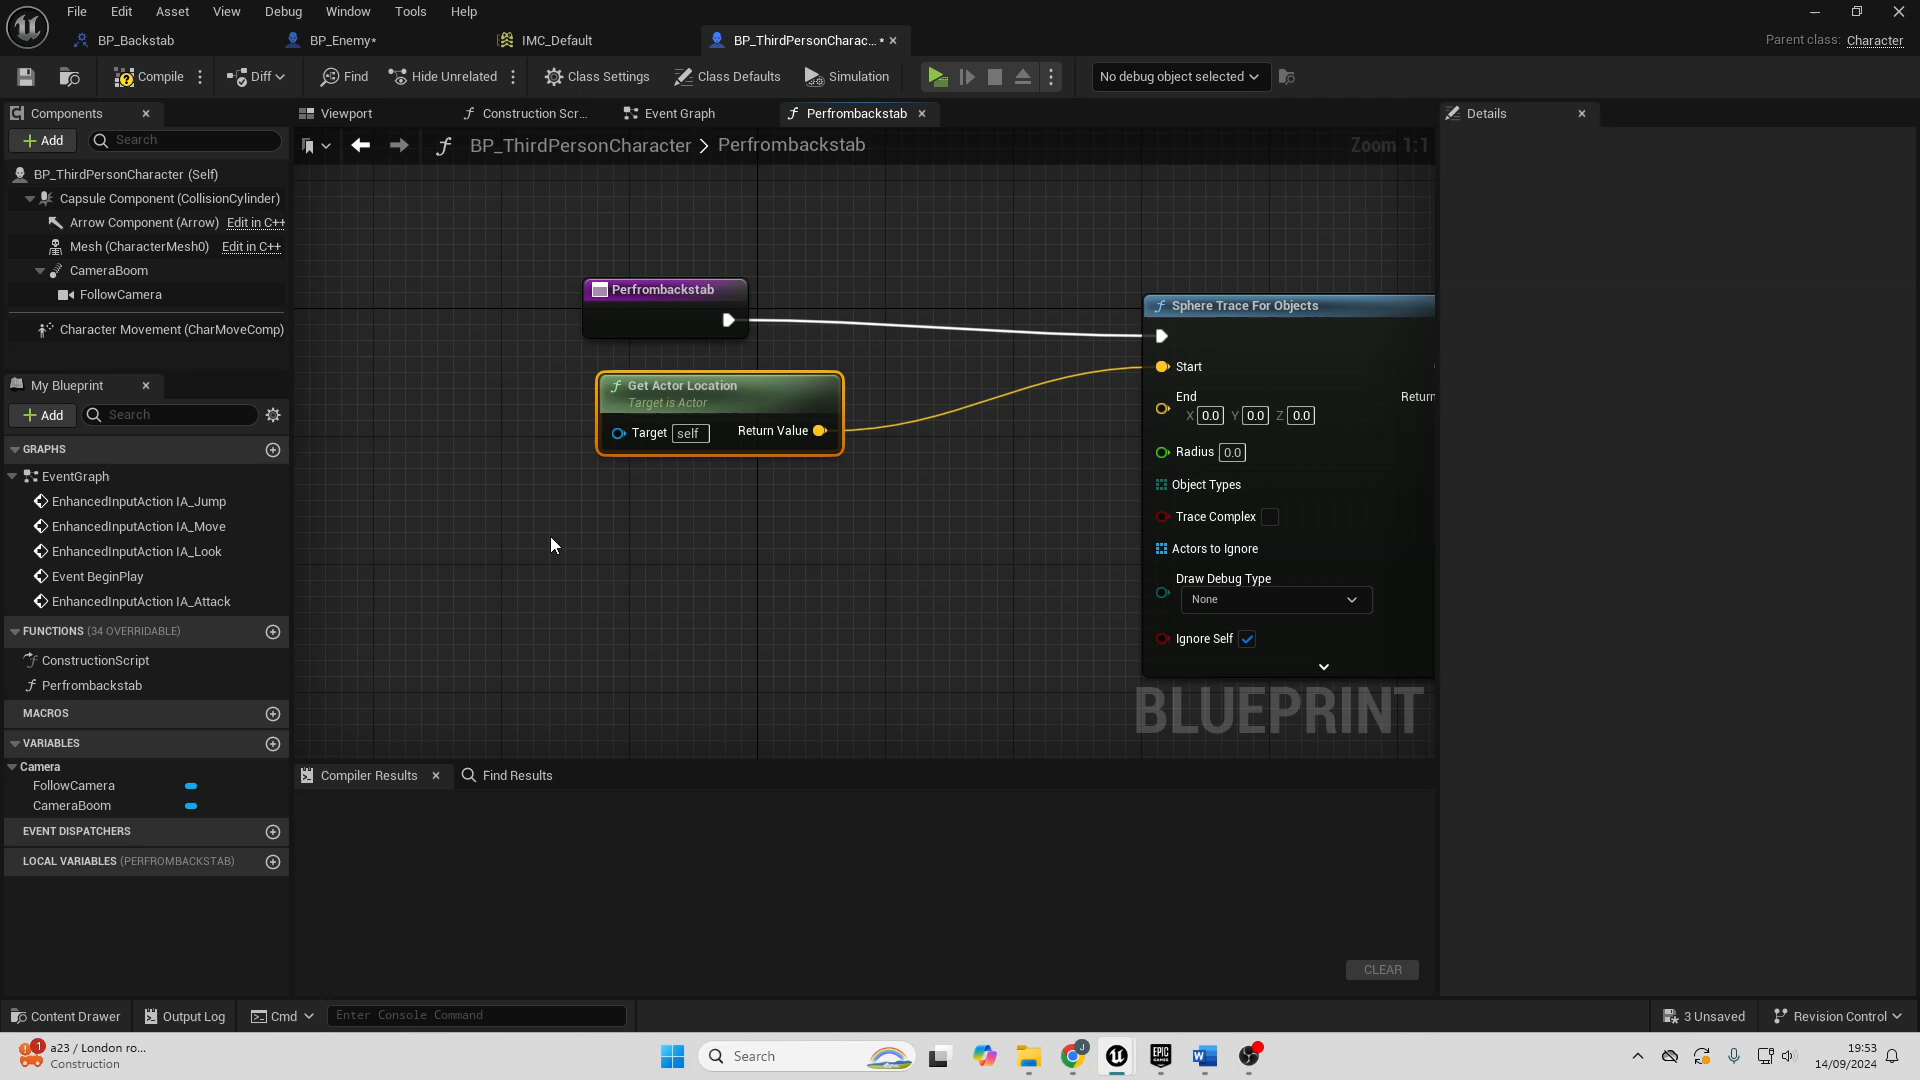 File Edit Asset View Debug Window Tools Help
BP_Backstab BP_Enemy* IMC_Default BP_ThirdPersonCharac... * Parent class: Character
Compile Diff Find Hide Unrelated Class Settings Class Defaults Simulation No debug object selected
Components Viewport Construction Scr... Event Graph Perfrombackstab Details
Add Search BP_ThirdPersonCharacter > Perfrombackstab Zoom 1:1
BP_ThirdPersonCharacter (Self)
Capsule Component (CollisionCylinder)
Arrow Component (Arrow) Edit in C++
Mesh (CharacterMesh0) Edit in C++
CameraBoom
FollowCamera
Character Movement (CharMoveComp)
My Blueprint
Add Search
GRAPHS
EventGraph
EnhancedInputAction IA_Jump
EnhancedInputAction IA_Move
EnhancedInputAction IA_Look
Event BeginPlay
EnhancedInputAction IA_Attack
FUNCTIONS (34 OVERRIDABLE)
ConstructionScript
Perfrombackstab
MACROS
VARIABLES
Camera
FollowCamera
CameraBoom
EVENT DISPATCHERS
LOCAL VARIABLES (PERFROMBACKSTAB)
Perfrombackstab
Get Actor Location
Target is Actor
Target self Return Value
Sphere Trace For Objects
Start
End Return
X 0.0 Y 0.0 Z 0.0
Radius 0.0
Object Types
Trace Complex
Actors to Ignore
Draw Debug Type
None
Ignore Self
BLUEPRINT
Compiler Results Find Results
CLEAR
Content Drawer Output Log Cmd Enter Console Command 3 Unsaved Revision Control
1 a23 / London ro...
Construction
Search
EPIC
GAMES
J
19:53
14/09/2024